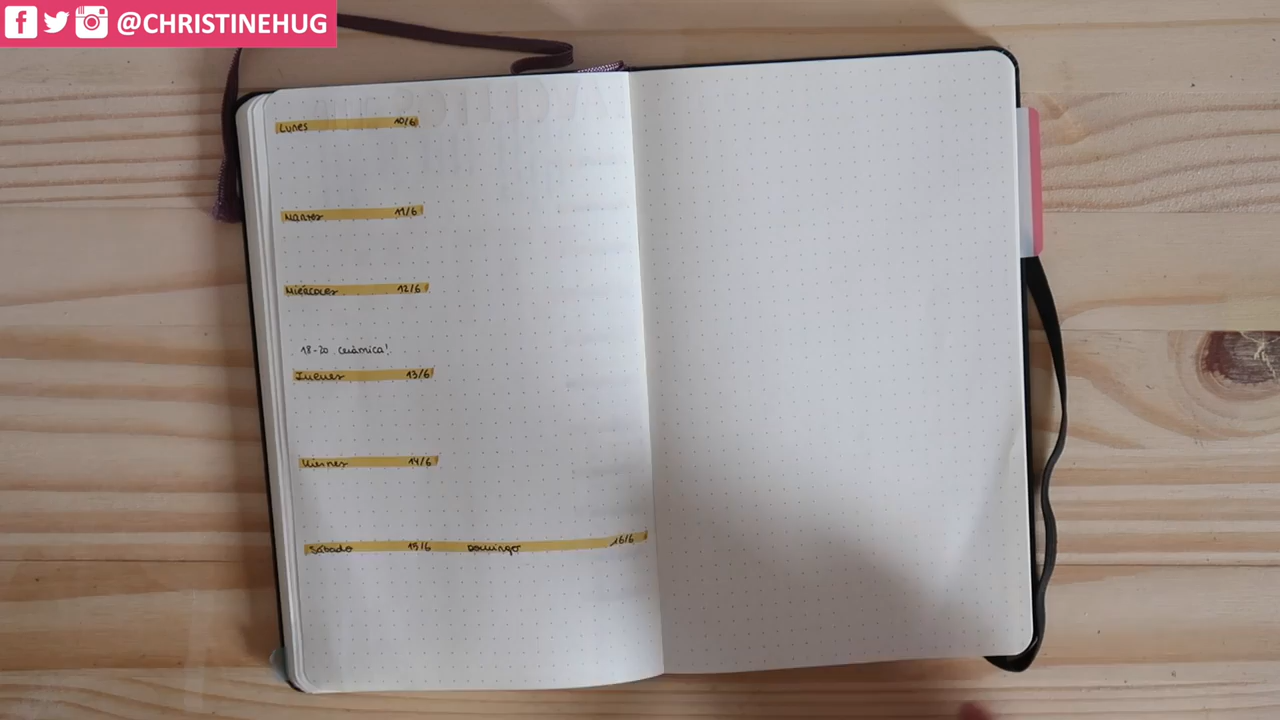 @CHRISTINEHUG
Lunes 10/6
Martes 11/6
Miércoles 12/6
18-20 cerámica!
Jueves 13/6
Viernes 14/6
Sábado 15/6 Domingo 16/6